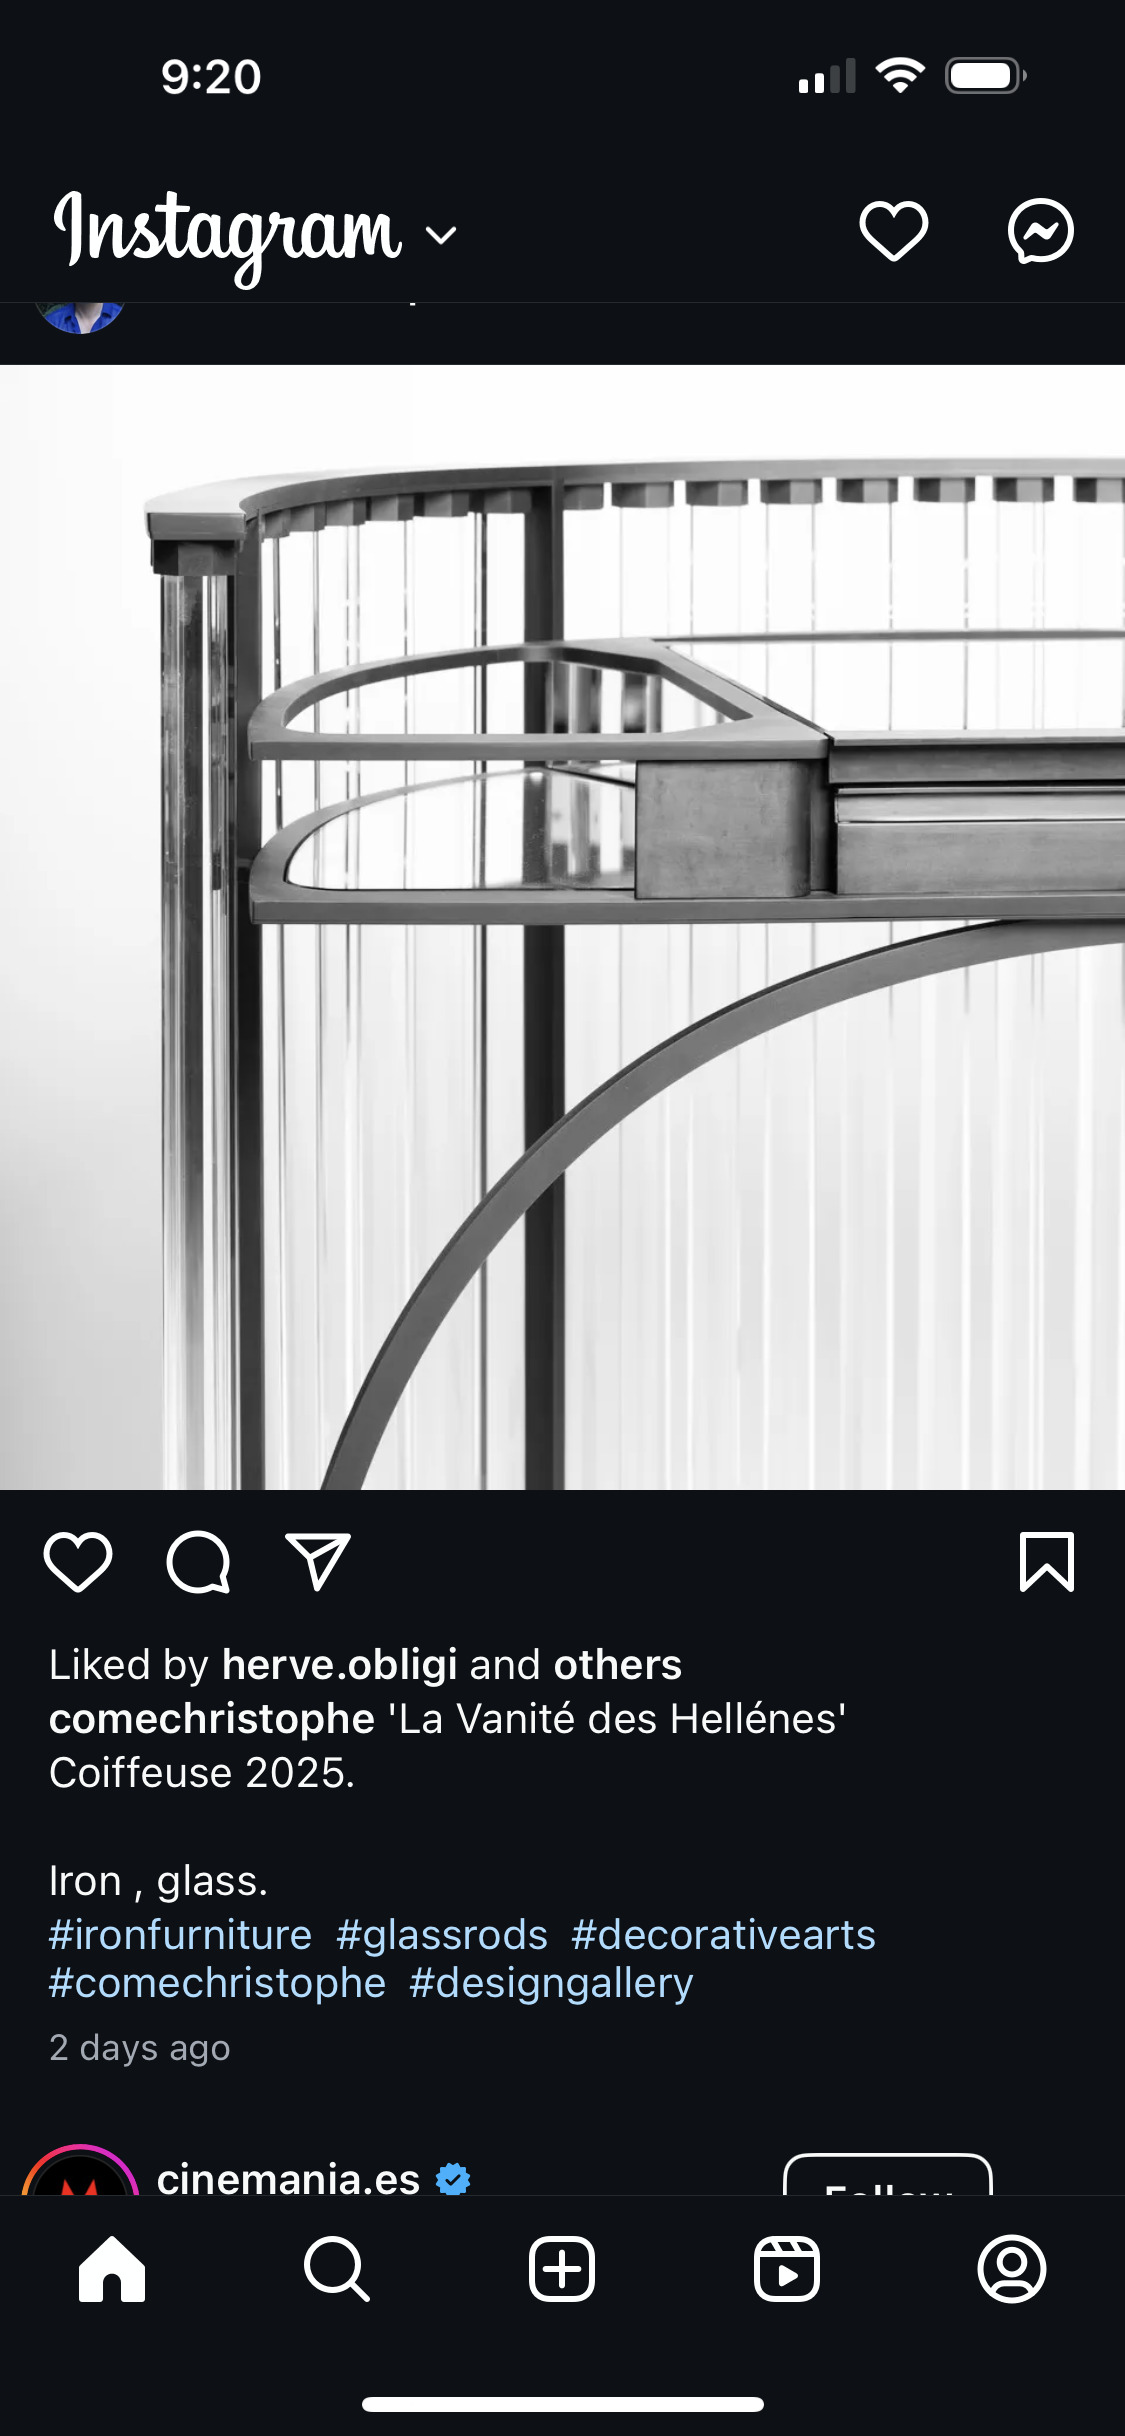 9:20
Instagram
Liked by herve.obligi and others
comechristophe 'La Vanité des Hellénes'
Coiffeuse 2025.
Iron , glass.
#ironfurniture #glassrods #decorativearts
#comechristophe #designgallery
2 days ago
cinemania.es
Follow